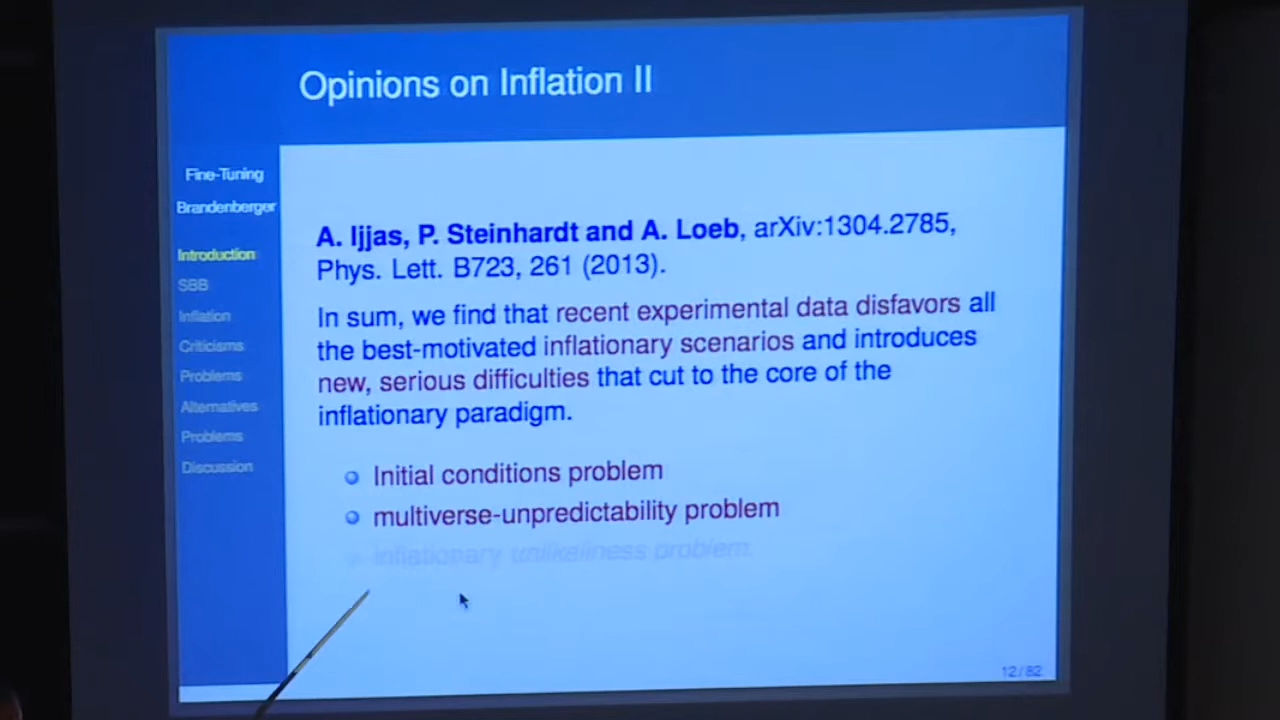 Opinions on Inflation II
Fine-Tuning
Brandenberger
Introduction
SBB
Inflation
Criticisms
Problems
Alternatives
Problems
Discussion
A. Ijjas, P. Steinhardt and A. Loeb, arXiv:1304.2785,
Phys. Lett. B723, 261 (2013).
In sum, we find that recent experimental data disfavors all
the best-motivated inflationary scenarios and introduces
new, serious difficulties that cut to the core of the
inflationary paradigm.
Initial conditions problem
multiverse-unpredictability problem
inflationary unlikeliness problem.
12/82